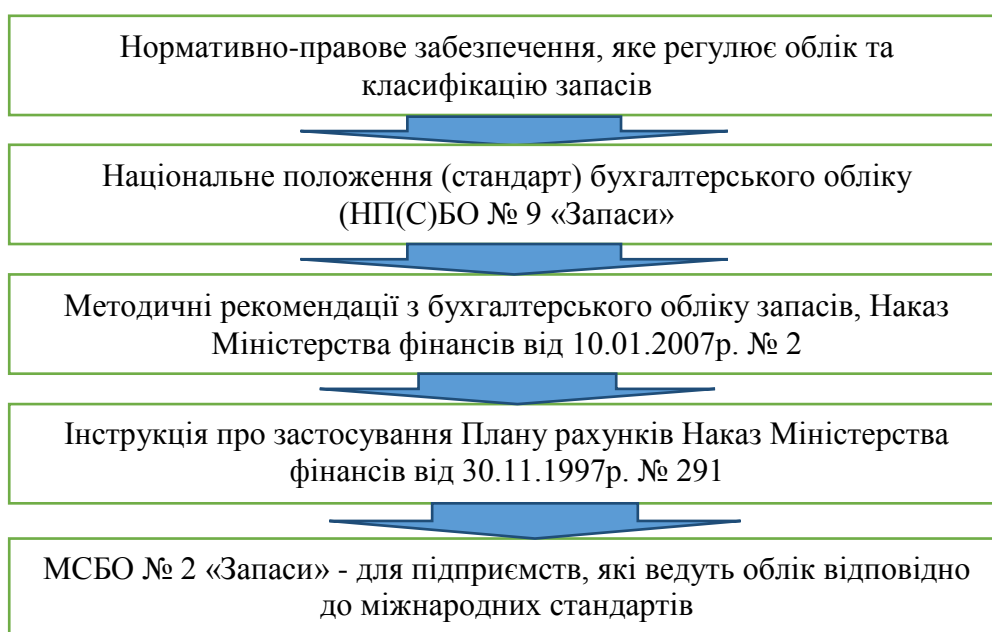 Нормативно-правове забезпечення, яке регулює облік та
класифікацію запасів
Національне положення (стандарт) бухгалтерського обліку
(НП(С)БО № 9 «Запаси»
Методичні рекомендації з бухгалтерського обліку запасів, Наказ
Міністерства фінансів від 10.01.2007р. № 2
Інструкція про застосування Плану рахунків Наказ Міністерства
фінансів від 30.11.1997р. № 291
МСБО № 2 «Запаси» - для підприємств, які ведуть облік відповідно
до міжнародних стандартів